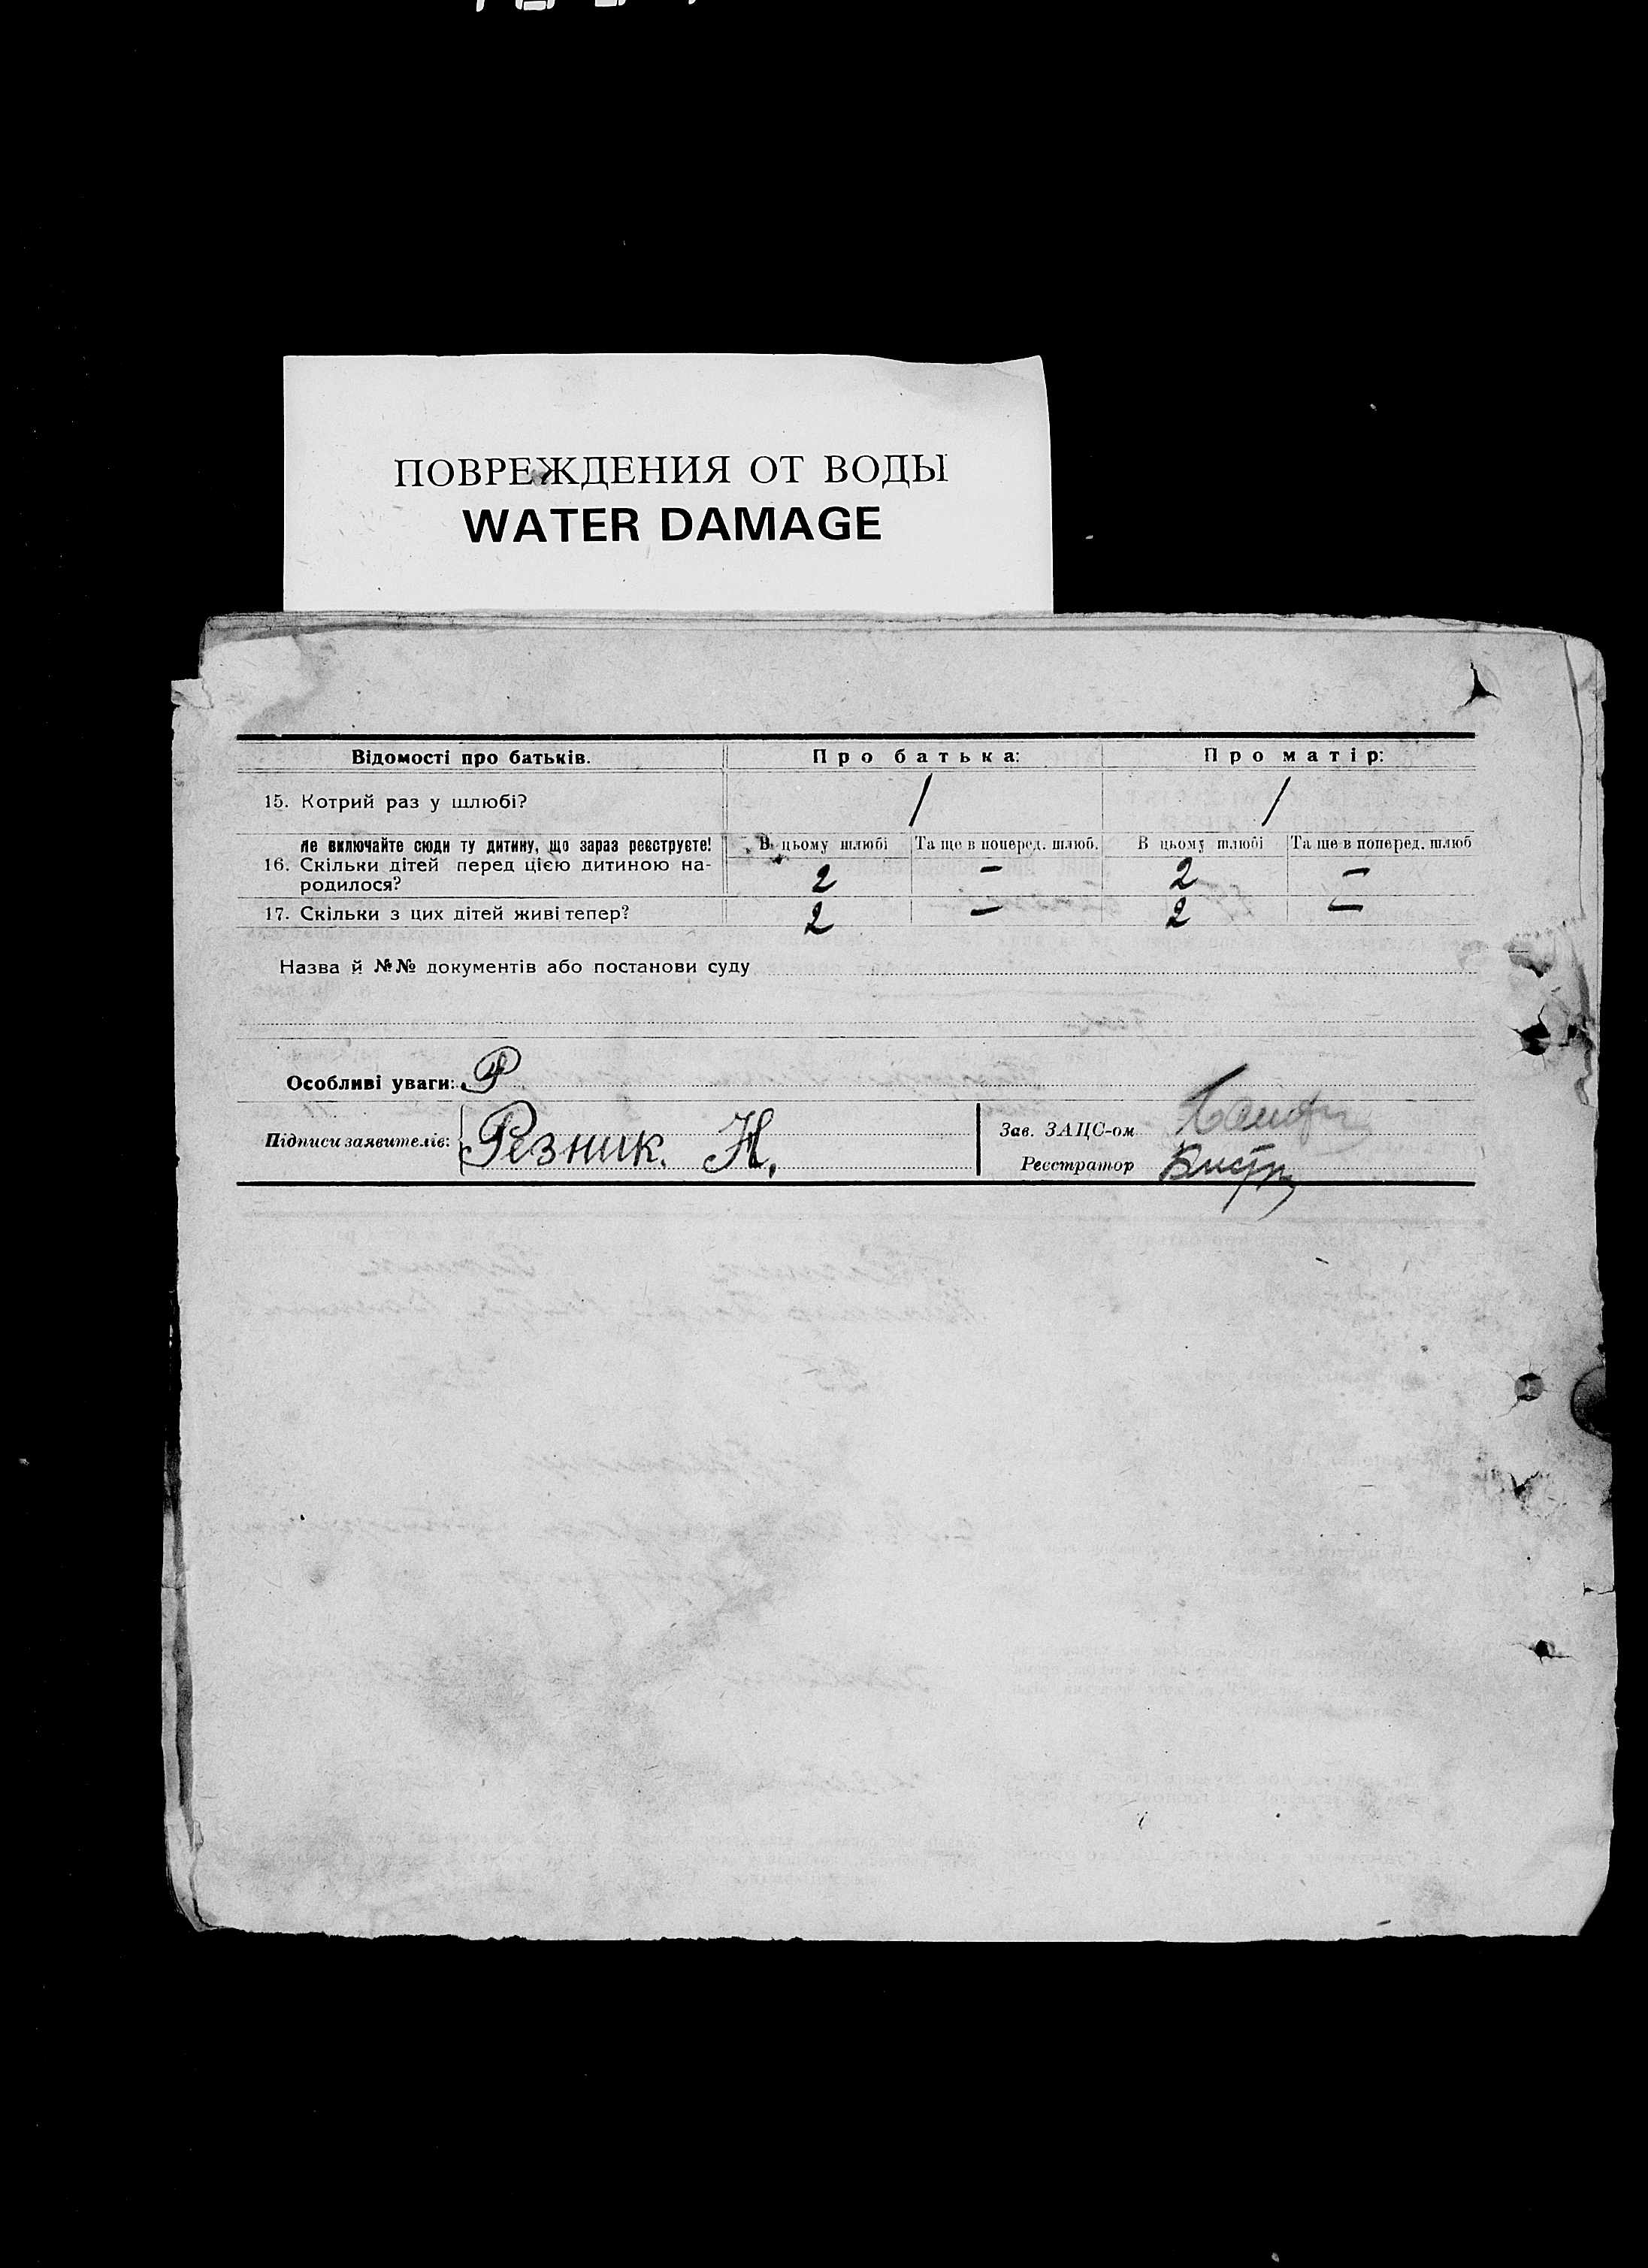 ПОВРЕЖДЕНИЯ ОТ ВОДЫ
WATER DAMAGE
Відомості про батьків. Про батька: Про матір:
15. Котрий раз у шлюбі? / /
не включайте сюди ту дитину, що зараз реєструєте! В цьому шлюбі Та ще в поперед. шлюб. В цьому шлюбі Та ще в поперед. шлюб
16. Скільки дітей перед цією дитиною на-
родилося? 2 — 2 —
17. Скільки з цих дітей живі тепер? 2 — 2 —
Назва й №№ документів або постанови суду
Особливі уваги: Р
Підписи заявителів: Резник. Н.
Зав. ЗАЦС-ом
Реєстратор